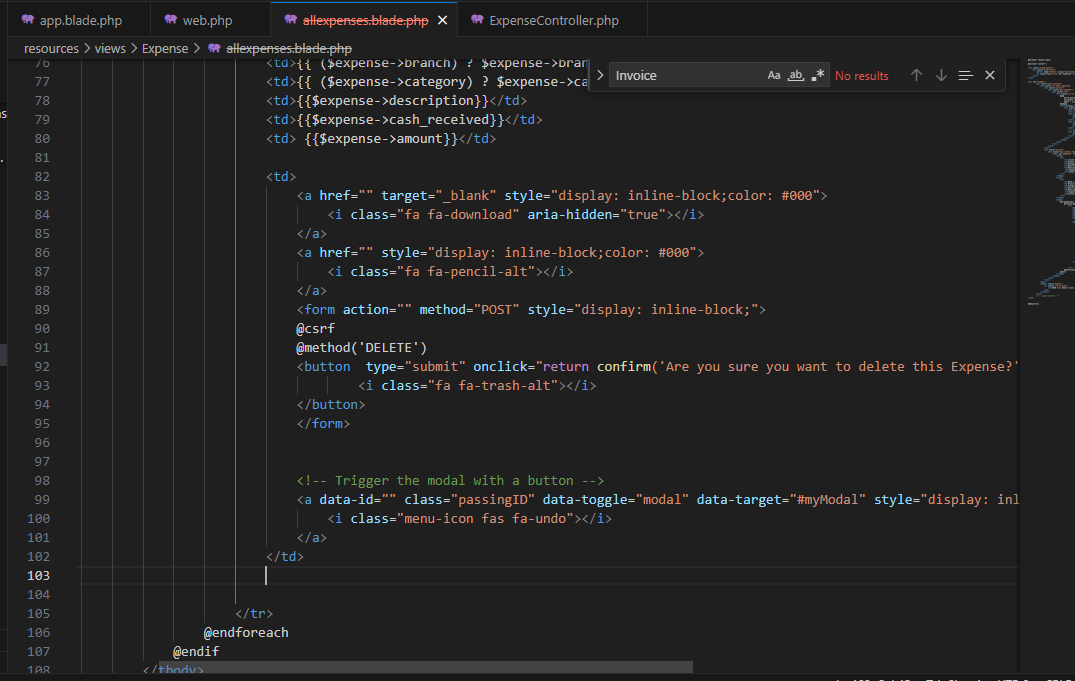 app.blade.php web.php allexpenses.blade.php ExpenseController.php
resources > views > Expense > allexpenses.blade.php
Invoice Aa ab .* No results
76 <td>{{ ($expense->branch) ? $expense->bran
77 <td>{{ ($expense->category) ? $expense->ca
78 <td>{{$expense->description}}</td>
79 <td>{{$expense->cash_received}}</td>
80 <td> {{$expense->amount}}</td>
81
82 <td>
83 <a href="" target="_blank" style="display: inline-block;color: #000">
84 <i class="fa fa-download" aria-hidden="true"></i>
85 </a>
86 <a href="" style="display: inline-block;color: #000">
87 <i class="fa fa-pencil-alt"></i>
88 </a>
89 <form action="" method="POST" style="display: inline-block;">
90 @csrf
91 @method('DELETE')
92 <button  type="submit" onclick="return confirm('Are you sure you want to delete this Expense?'
93 <i class="fa fa-trash-alt"></i>
94 </button>
95 </form>
96
97
98 <!-- Trigger the modal with a button -->
99 <a data-id="" class="passingID" data-toggle="modal" data-target="#myModal" style="display: inl
100 <i class="menu-icon fas fa-undo"></i>
101 </a>
102 </td>
103
104
105 </tr>
106 @endforeach
107 @endif
108 </tbody>